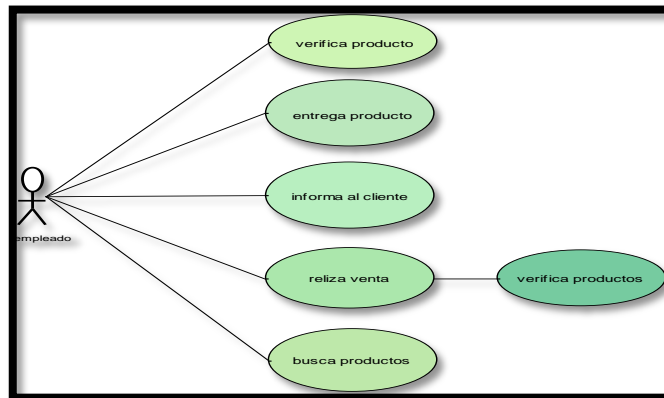 verifica producto
entrega producto
informa al cliente
empleado
reliza venta
verifica productos
busca productos